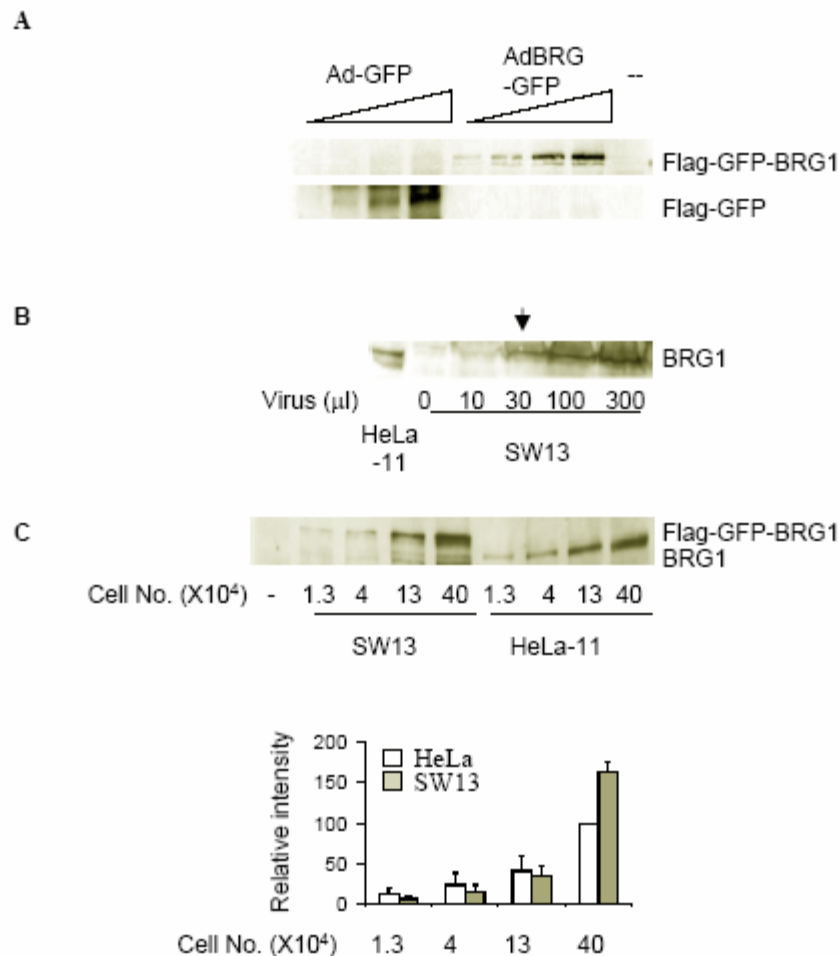 A
Ad-GFP
AdBRG
-GFP
--
Flag-GFP-BRG1
Flag-GFP
B
BRG1
Virus (μl) 0 10 30 100 300
HeLa
-11
SW13
C
Flag-GFP-BRG1
BRG1
Cell No. (X10⁴) - 1.3 4 13 40 1.3 4 13 40
SW13 HeLa-11
Relative intensity
200
150
100
50
0
HeLa
SW13
Cell No. (X10⁴) 1.3 4 13 40